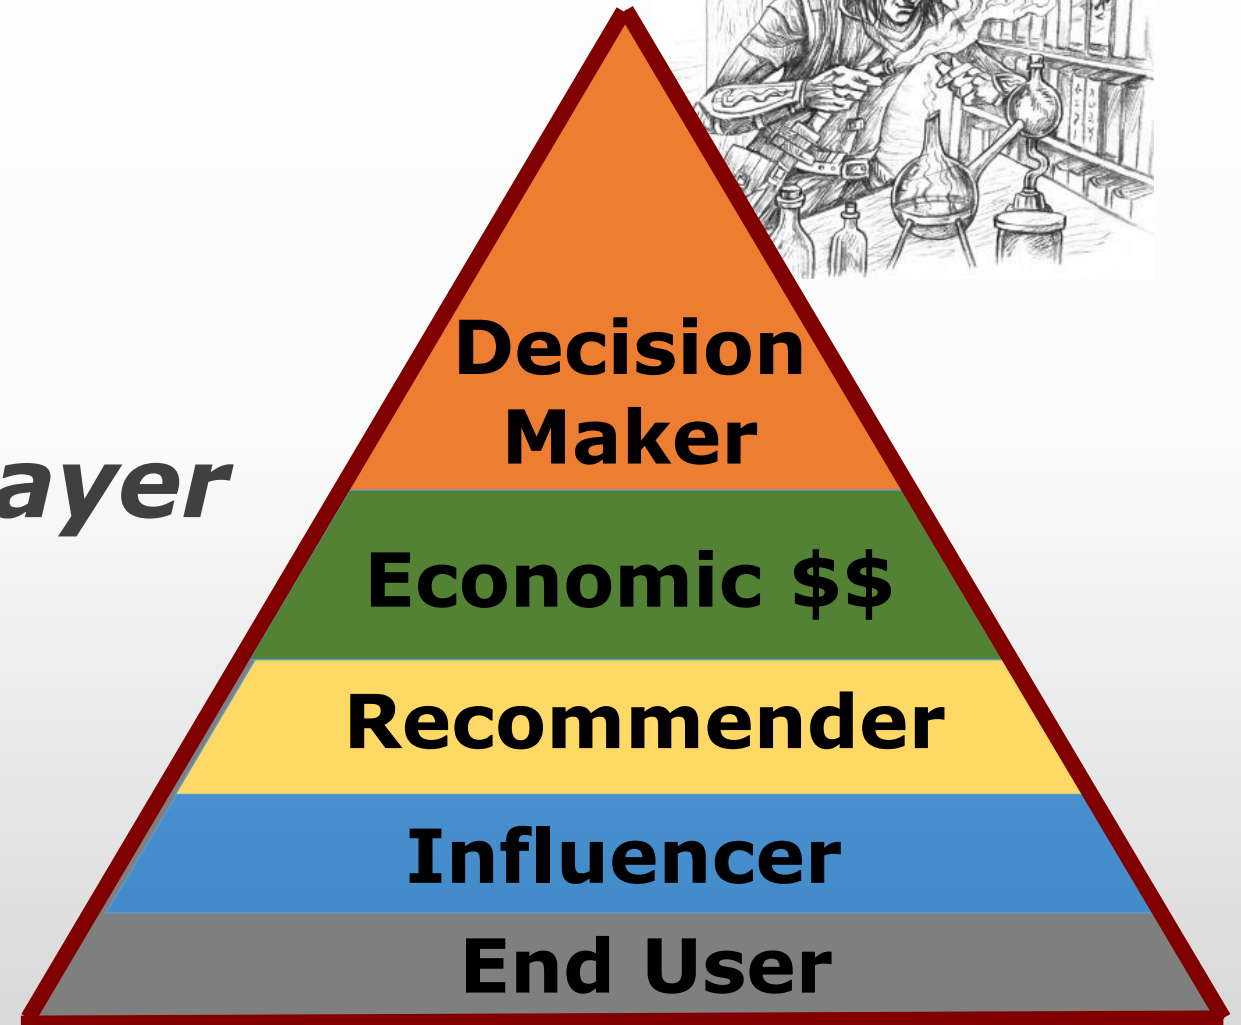 Decision
Maker
ayer
Economic $$
Recommender
Influencer
End User